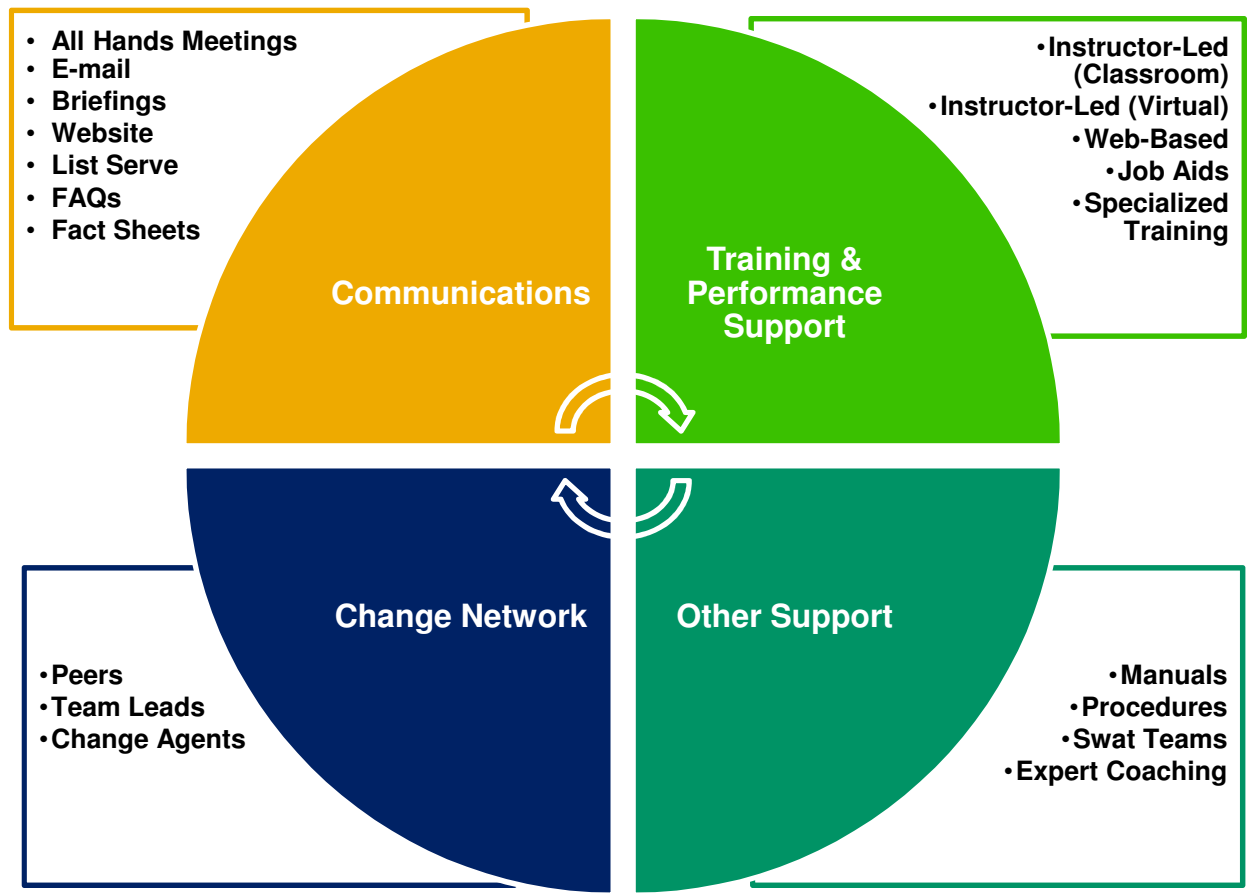 • All Hands Meetings
• E-mail
• Briefings
• Website
• List Serve
• FAQs
• Fact Sheets
Communications
•Instructor-Led
(Classroom)
•Instructor-Led (Virtual)
•Web-Based
•Job Aids
•Specialized
Training
Training &
Performance
Support
Change Network
•Peers
•Team Leads
•Change Agents
Other Support
•Manuals
•Procedures
•Swat Teams
•Expert Coaching